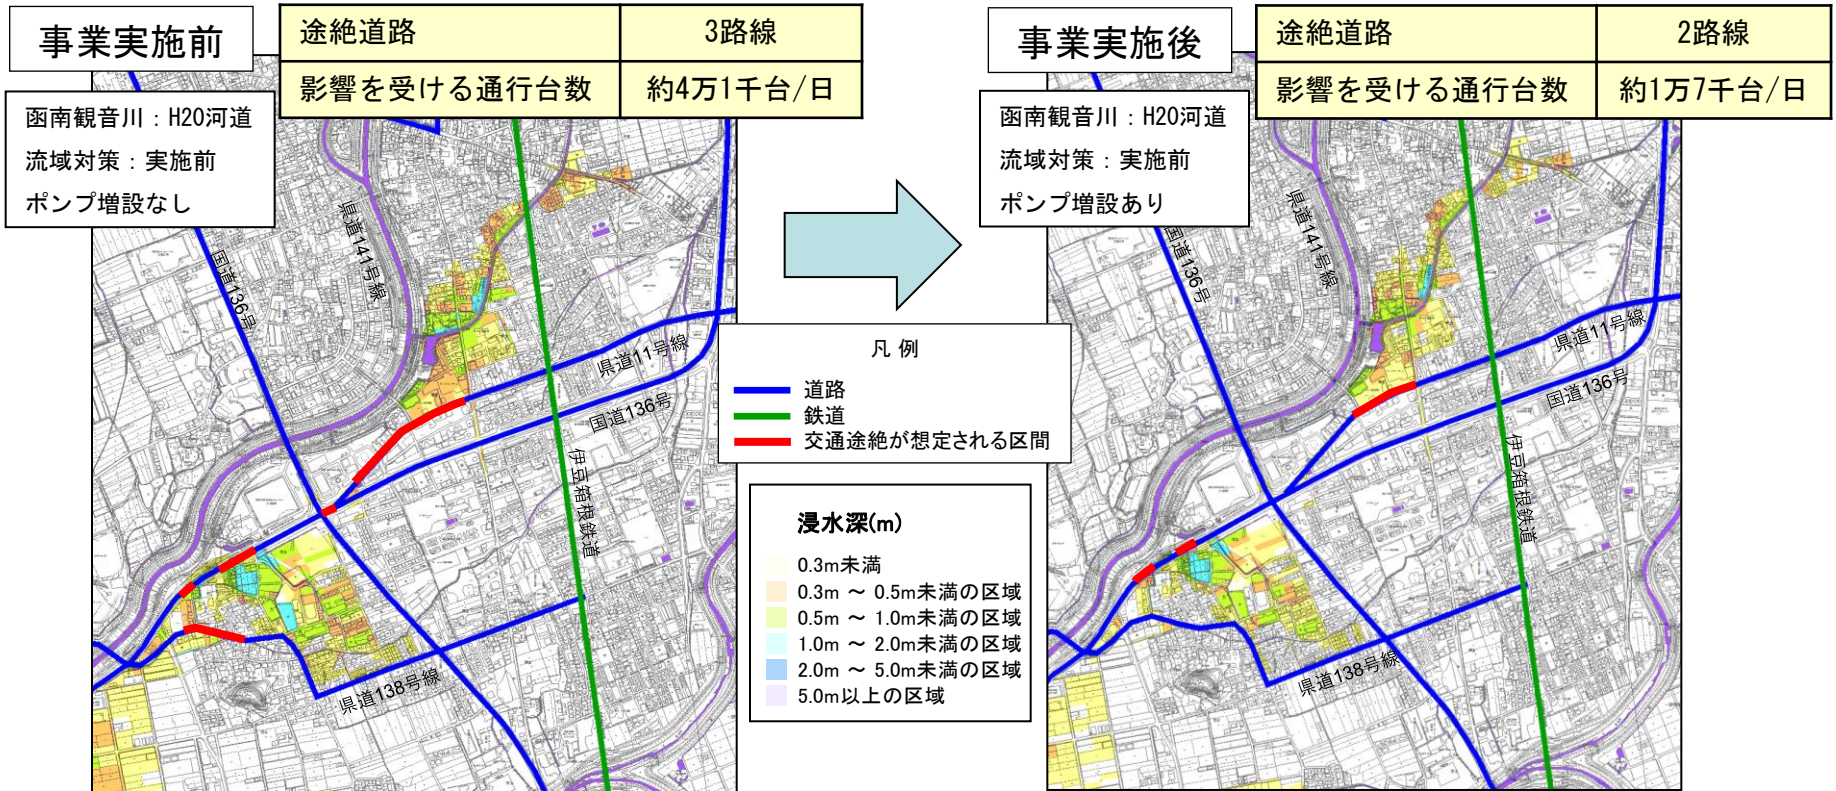 事業実施前
途絶道路 3路線
影響を受ける通行台数 約4万1千台/日
函南観音川：H20河道
流域対策：実施前
ポンプ増設なし
国道136号
県道141号線
県道11号線
国道136号
伊豆箱根鉄道
県道138号線
凡 例
道路
鉄道
交通途絶が想定される区間
浸水深(m)
0.3m未満
0.3m ～ 0.5m未満の区域
0.5m ～ 1.0m未満の区域
1.0m ～ 2.0m未満の区域
2.0m ～ 5.0m未満の区域
5.0m以上の区域
事業実施後
途絶道路 2路線
影響を受ける通行台数 約1万7千台/日
函南観音川：H20河道
流域対策：実施前
ポンプ増設あり
国道136号
県道141号線
県道11号線
国道136号
伊豆箱根鉄道
県道138号線